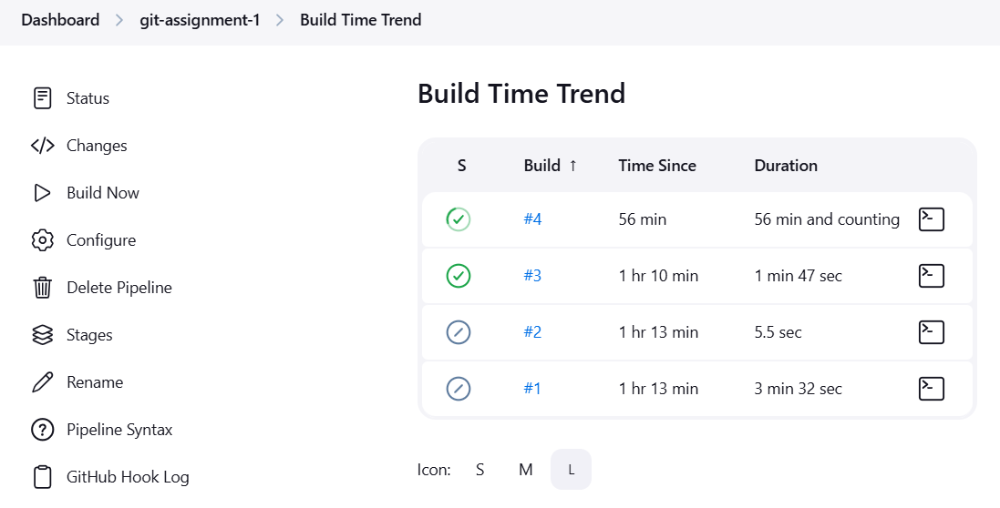 Dashboard > git-assignment-1 > Build Time Trend
Status
Changes
Build Now
Configure
Delete Pipeline
Stages
Rename
Pipeline Syntax
GitHub Hook Log
Build Time Trend
S Build ↑ Time Since Duration
#4 56 min 56 min and counting
#3 1 hr 10 min 1 min 47 sec
#2 1 hr 13 min 5.5 sec
#1 1 hr 13 min 3 min 32 sec
Icon: S M L